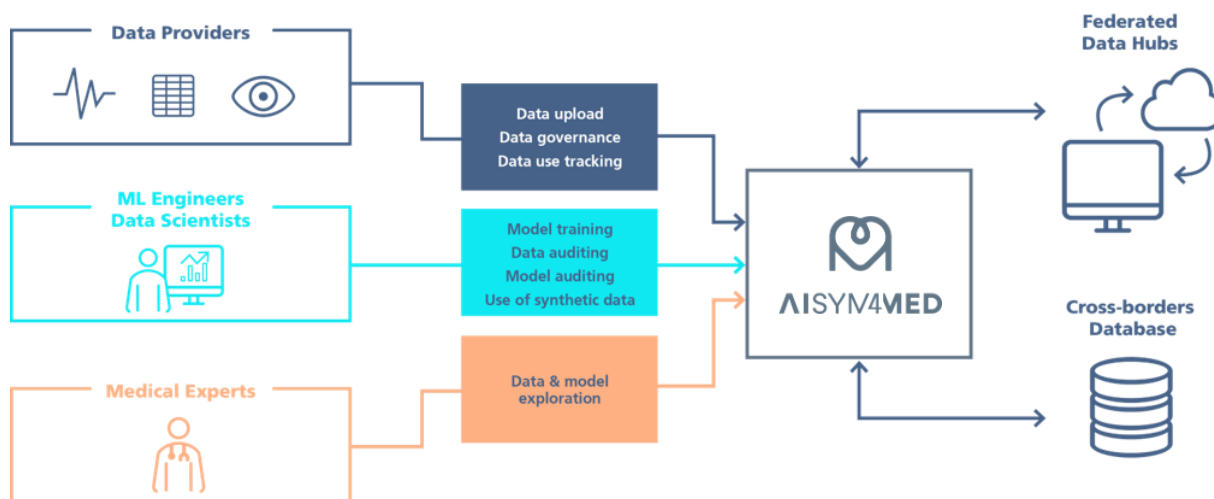 Data Providers
Data upload
Data governance
Data use tracking
ML Engineers
Data Scientists
Model training
Data auditing
Model auditing
Use of synthetic data
Medical Experts
Data & model
exploration
AISYM4MED
Federated
Data Hubs
Cross-borders
Database